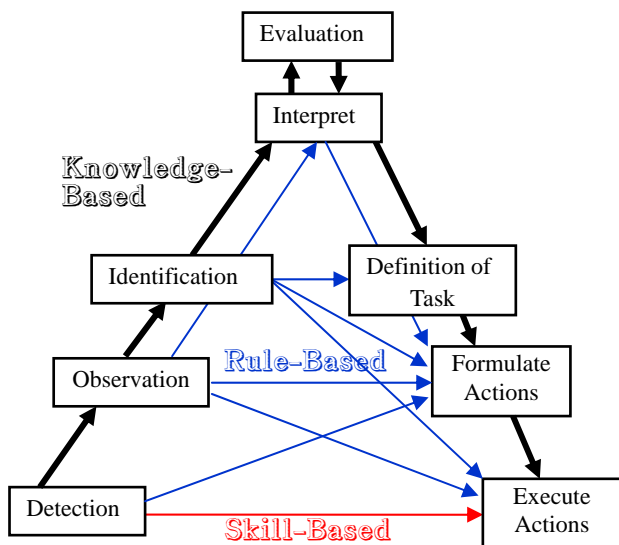 Evaluation
Interpret
Knowledge-
Based
Identification
Definition of
Task
Observation
Rule-Based
Formulate
Actions
Detection
Skill-Based
Execute
Actions